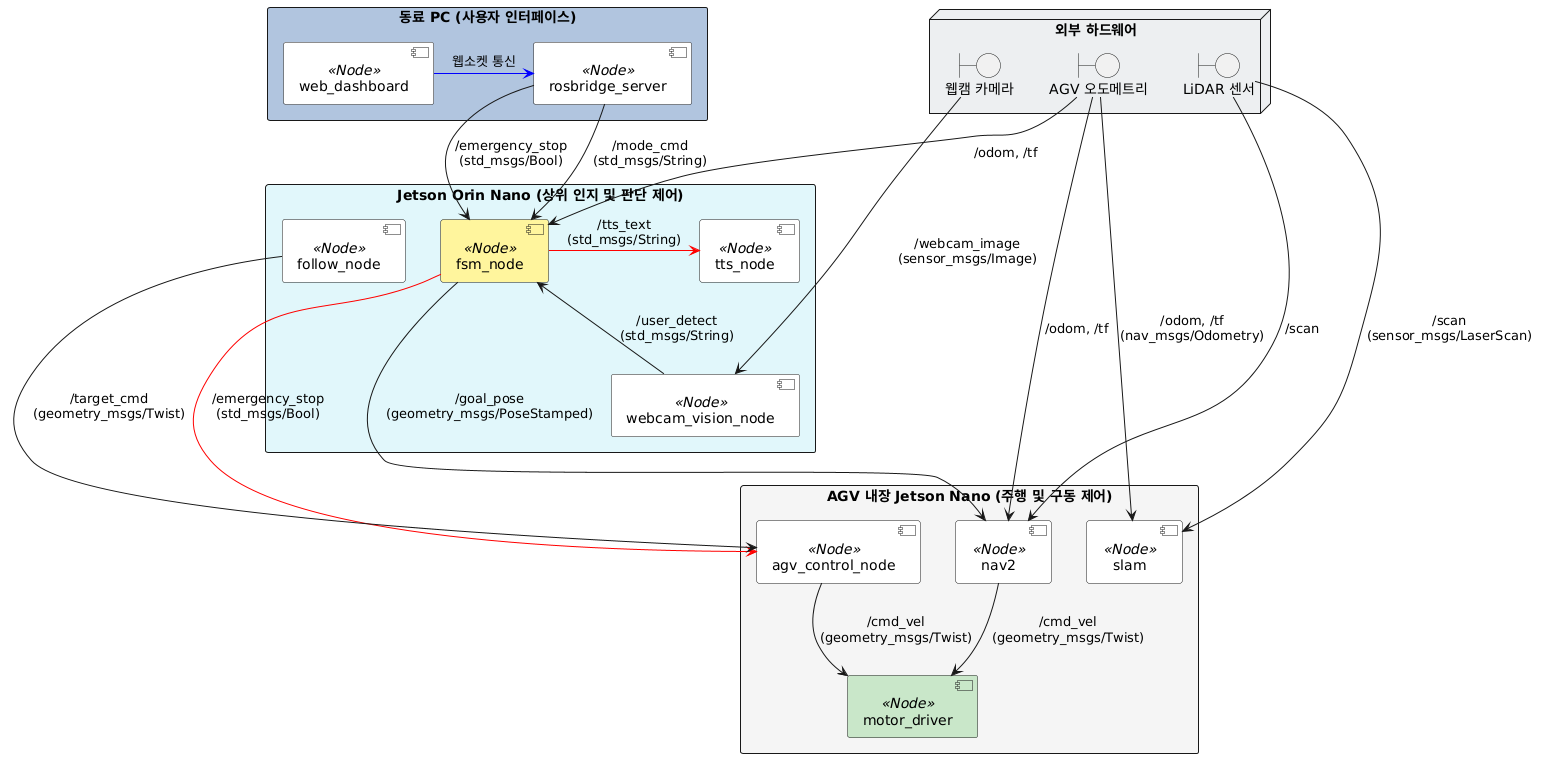 동료 PC (사용자 인터페이스)
«Node»
web_dashboard
웹소켓 통신
«Node»
rosbridge_server
외부 하드웨어
웹캠 카메라
AGV 오도메트리
LiDAR 센서
/emergency_stop
(std_msgs/Bool)
/mode_cmd
(std_msgs/String)
/odom, /tf
Jetson Orin Nano (상위 인지 및 판단 제어)
«Node»
follow_node
«Node»
fsm_node
/tts_text
(std_msgs/String)
«Node»
tts_node
/webcam_image
(sensor_msgs/Image)
/user_detect
(std_msgs/String)
/odom, /tf
/odom, /tf
(nav_msgs/Odometry)
/scan
/scan
(sensor_msgs/LaserScan)
/target_cmd
(geometry_msgs/Twist)
/emergency_stop
(std_msgs/Bool)
/goal_pose
(geometry_msgs/PoseStamped)
«Node»
webcam_vision_node
AGV 내장 Jetson Nano (주행 및 구동 제어)
«Node»
agv_control_node
«Node»
nav2
«Node»
slam
/cmd_vel
(geometry_msgs/Twist)
/cmd_vel
(geometry_msgs/Twist)
«Node»
motor_driver